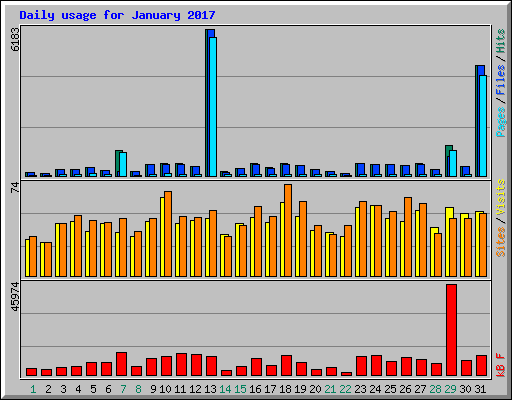 Daily usage for January 2017
6183
Pages/Files/Hits
74
Sites/Visits
45974
kB F
1 2 3 4 5 6 7 8 9 10 11 12 13 14 15 16 17 18 19 20 21 22 23 24 25 26 27 28 29 30 31